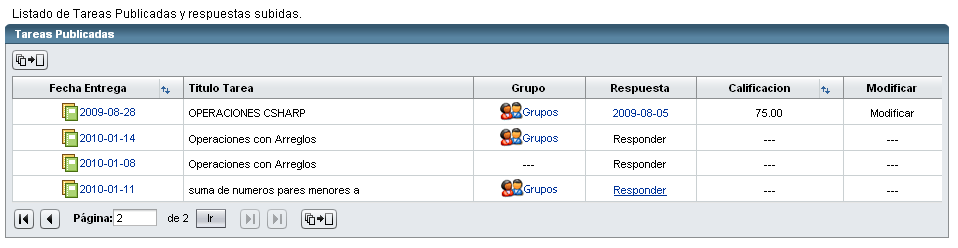 Listado de Tareas Publicadas y respuestas subidas.
Tareas Publicadas
Fecha Entrega Titulo Tarea Grupo Respuesta Calificacion Modificar
2009-08-28 OPERACIONES CSHARP Grupos 2009-08-05 75.00 Modificar
2010-01-14 Operaciones con Arreglos Grupos Responder --- ---
2010-01-08 Operaciones con Arreglos --- Responder --- ---
2010-01-11 suma de numeros pares menores a Grupos Responder --- ---
Página: 2 de 2 Ir